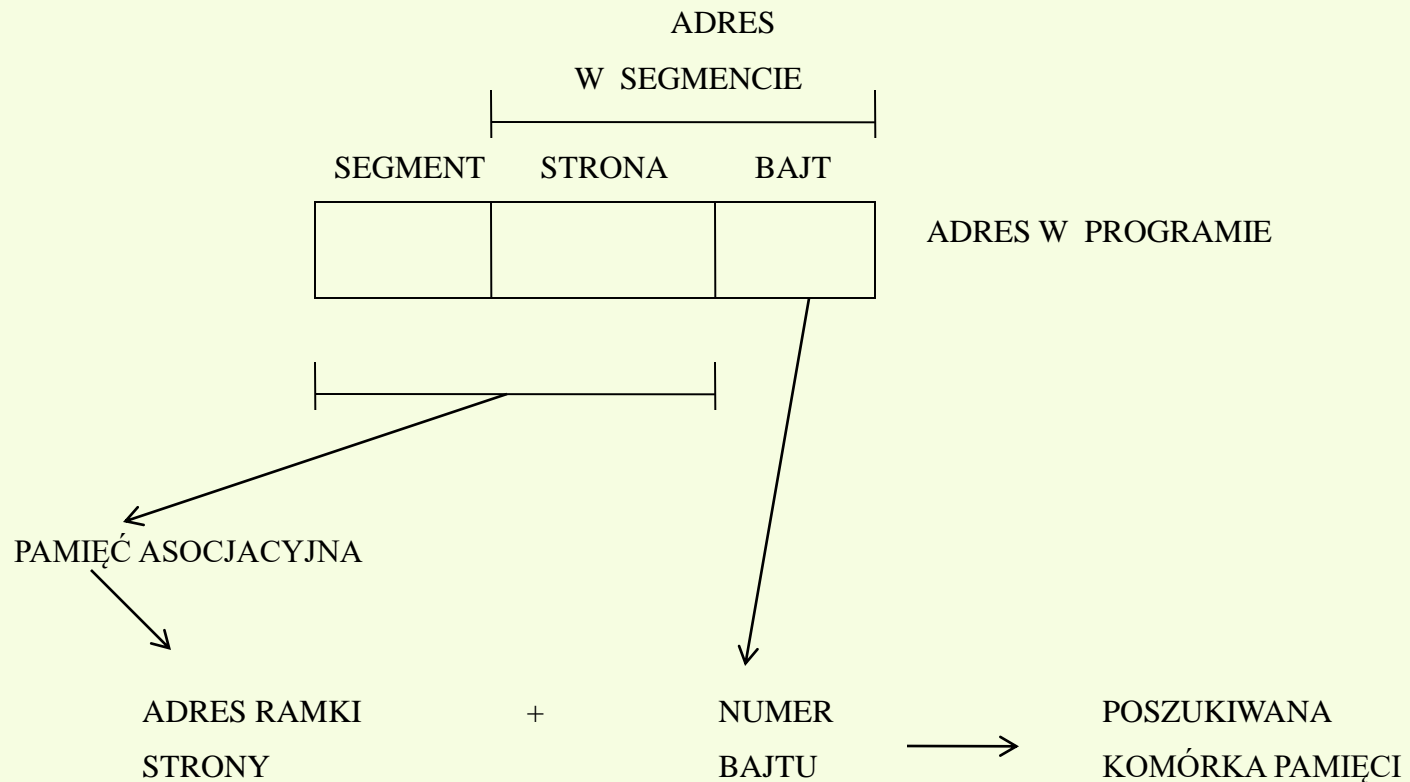 ADRES
W SEGMENCIE
SEGMENT STRONA BAJT
ADRES W PROGRAMIE
PAMIĘĆ ASOCJACYJNA
ADRES RAMKI + NUMER POSZUKIWANA
STRONY BAJTU KOMÓRKA PAMIĘCI